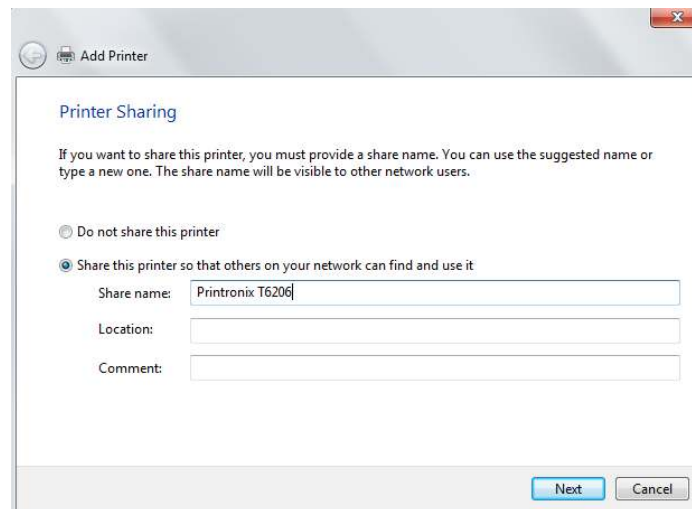 Add Printer
Printer Sharing
If you want to share this printer, you must provide a share name. You can use the suggested name or
type a new one. The share name will be visible to other network users.
Do not share this printer
Share this printer so that others on your network can find and use it
Share name: Printronix T6206
Location:
Comment:
Next Cancel